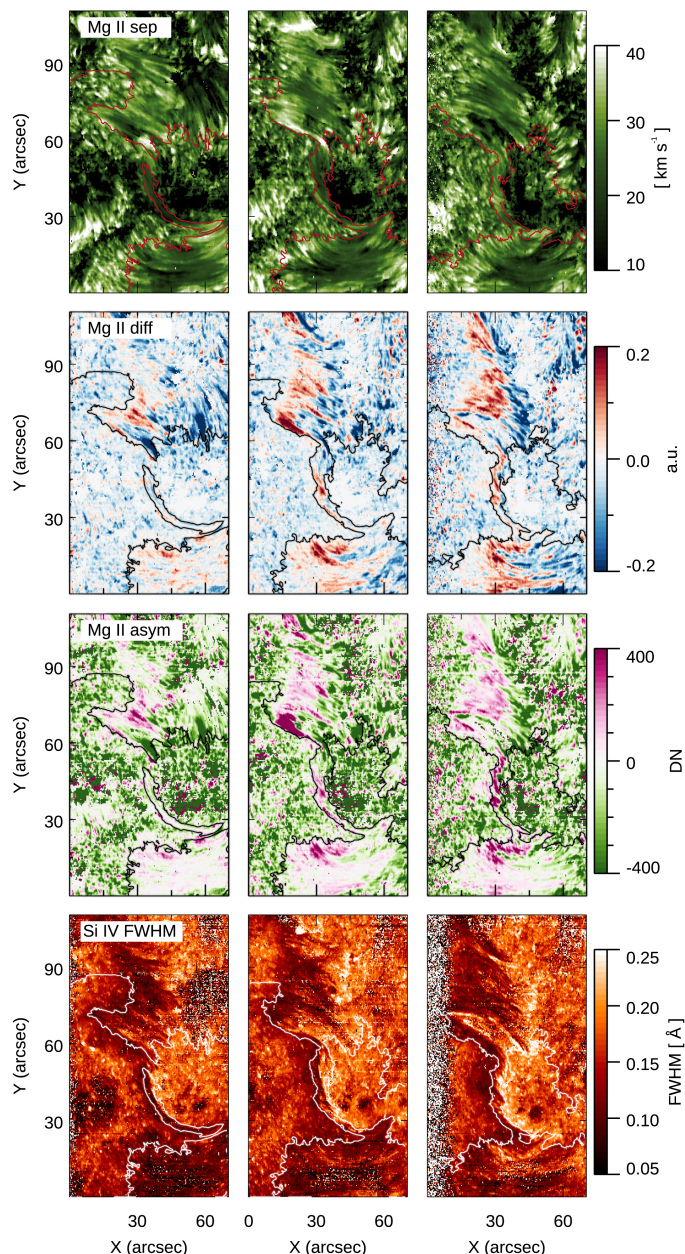 Mg II sep
90
60
30
Y (arcsec)
40
30
20
10
[ km s⁻¹ ]
Mg II diff
90
60
30
Y (arcsec)
0.2
0.0
-0.2
a.u.
Mg II asym
90
60
30
Y (arcsec)
400
0
-400
DN
Si IV FWHM
90
60
30
Y (arcsec)
0.25
0.20
0.15
0.10
0.05
FWHM [ Å ]
30 60 0 30 60 30 60
X (arcsec) X (arcsec) X (arcsec)